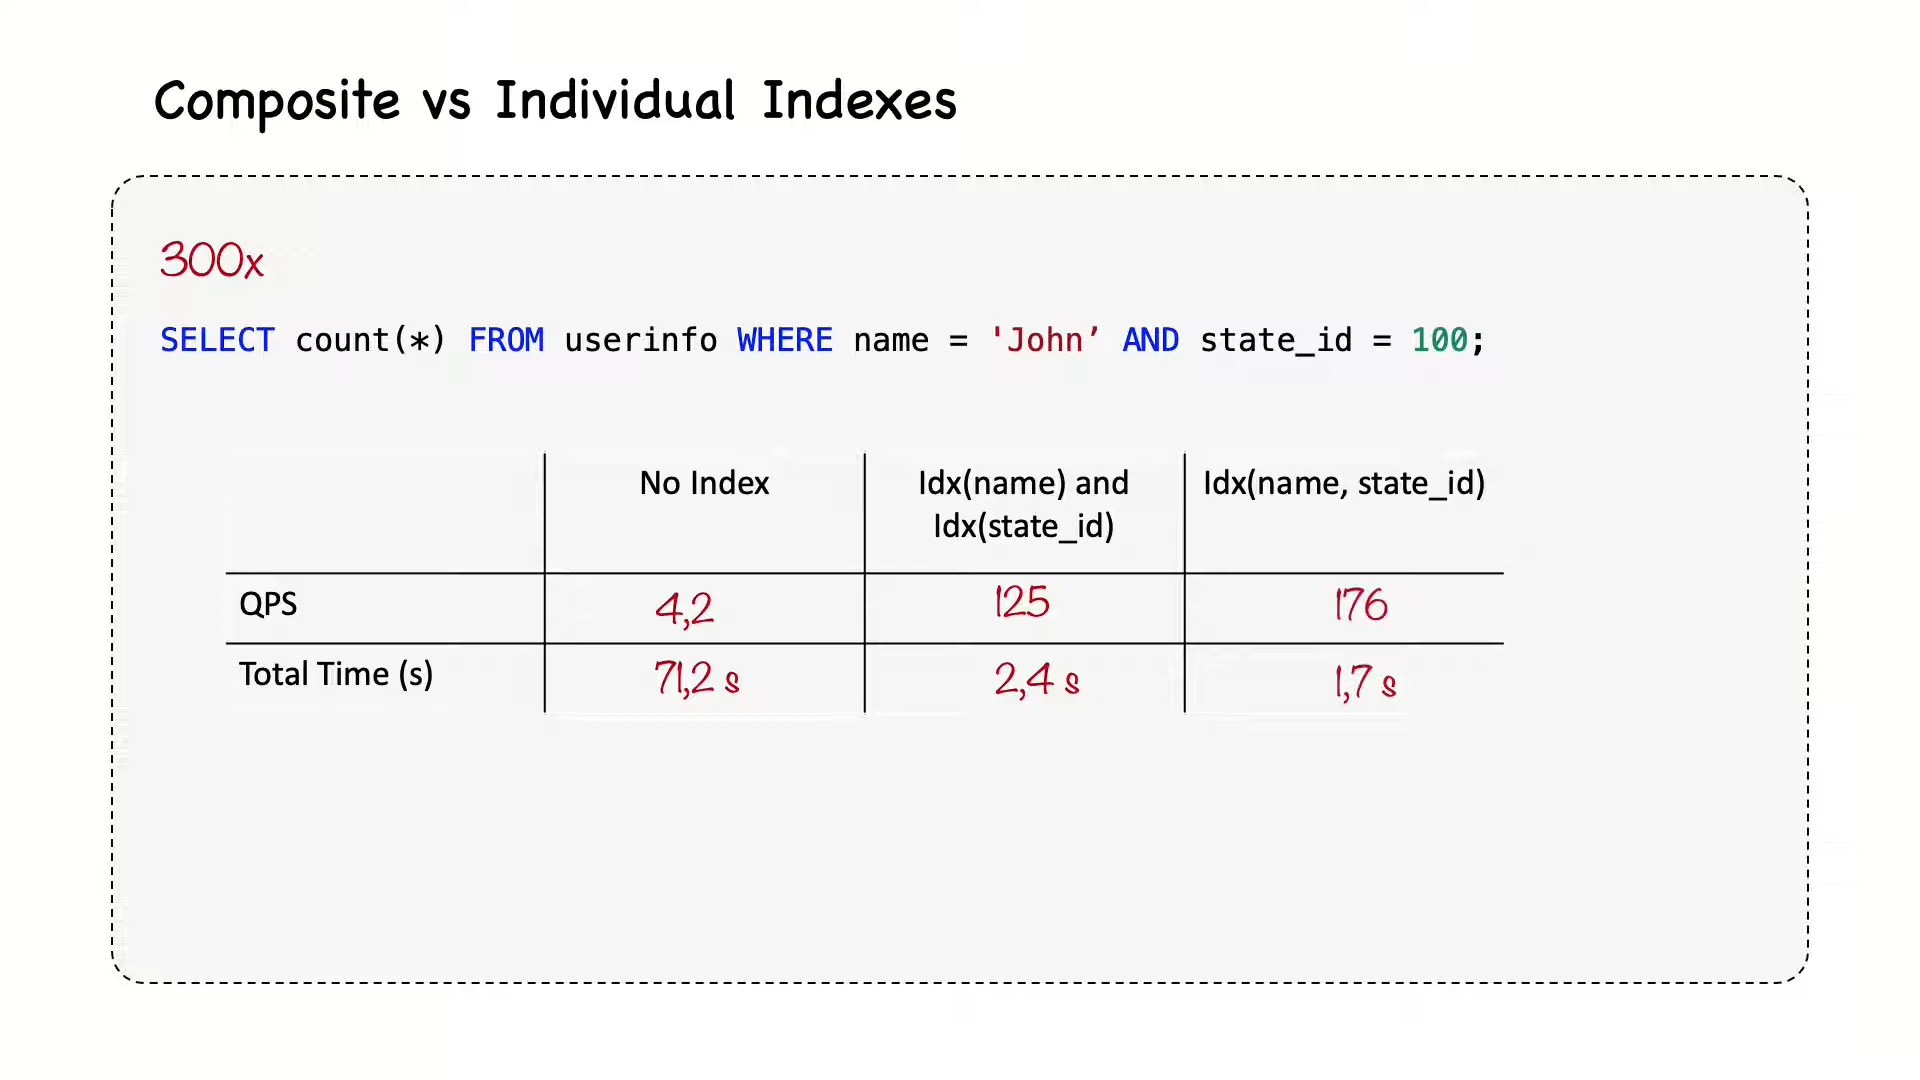 Composite vs Individual Indexes
300x
SELECT count(*) FROM userinfo WHERE name = 'John’ AND state_id = 100;
No Index
Idx(name) and
Idx(state_id)
Idx(name, state_id)
QPS
4,2
125
176
Total Time (s)
71,2 s
2,4 s
1,7 s